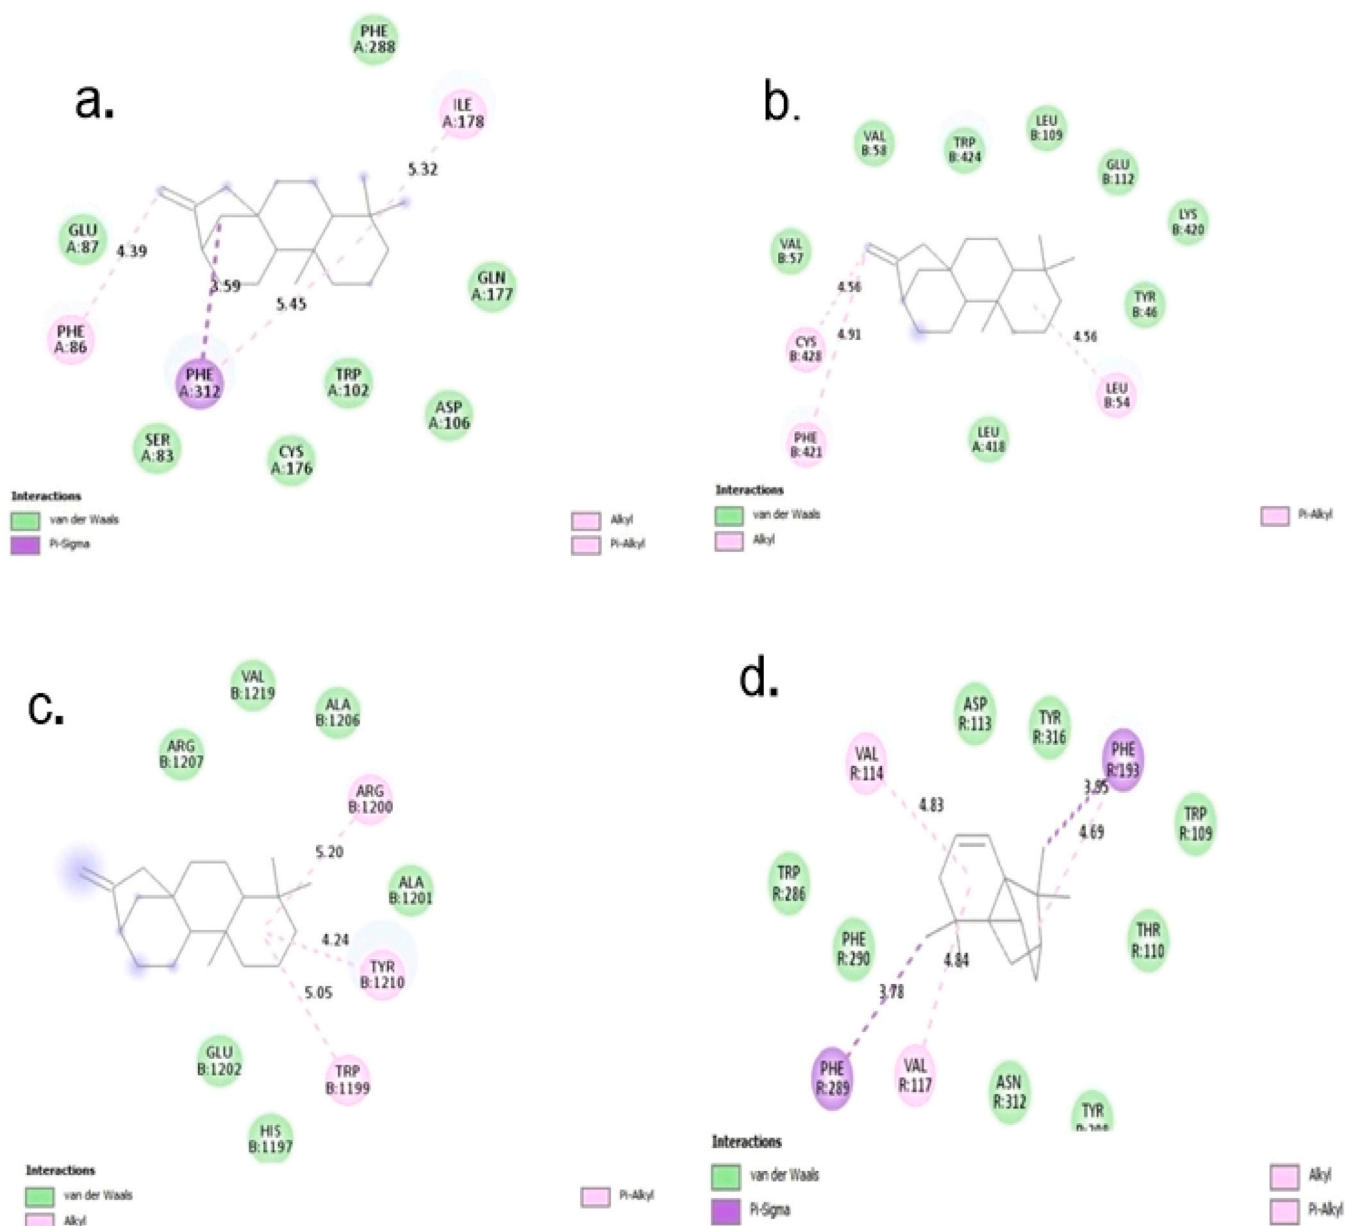 a.
PHE
A:288
ILE
A:178
5.32
GLU
A:87
4.39
3.59
5.45
GLN
A:177
PHE
A:86
PHE
A:312
TRP
A:102
ASP
A:106
SER
A:83
CYS
A:176
Interactions
van der Waals
Pi-Sigma
Alkyl
Pi-Alkyl
b.
VAL
B:58
TRP
B:424
LEU
B:109
GLU
B:112
LYS
B:420
VAL
B:57
4.56
4.91
TYR
B:46
4.56
CYS
B:428
LEU
B:54
PHE
B:421
LEU
A:418
Interactions
van der Waals
Alkyl
Pi-Alkyl
c.
VAL
B:1219
ALA
B:1206
ARG
B:1207
ARG
B:1200
5.20
ALA
B:1201
4.24
TYR
B:1210
5.05
GLU
B:1202
TRP
B:1199
HIS
B:1197
Interactions
van der Waals
Alkyl
Pi-Alkyl
d.
ASP
R:113
TYR
R:316
PHE
R:193
VAL
R:114
3.95
4.83
4.69
TRP
R:109
TRP
R:286
PHE
R:290
THR
R:110
4.84
3.78
PHE
R:289
VAL
R:117
ASN
R:312
TYR
Interactions
van der Waals
Pi-Sigma
Alkyl
Pi-Alkyl